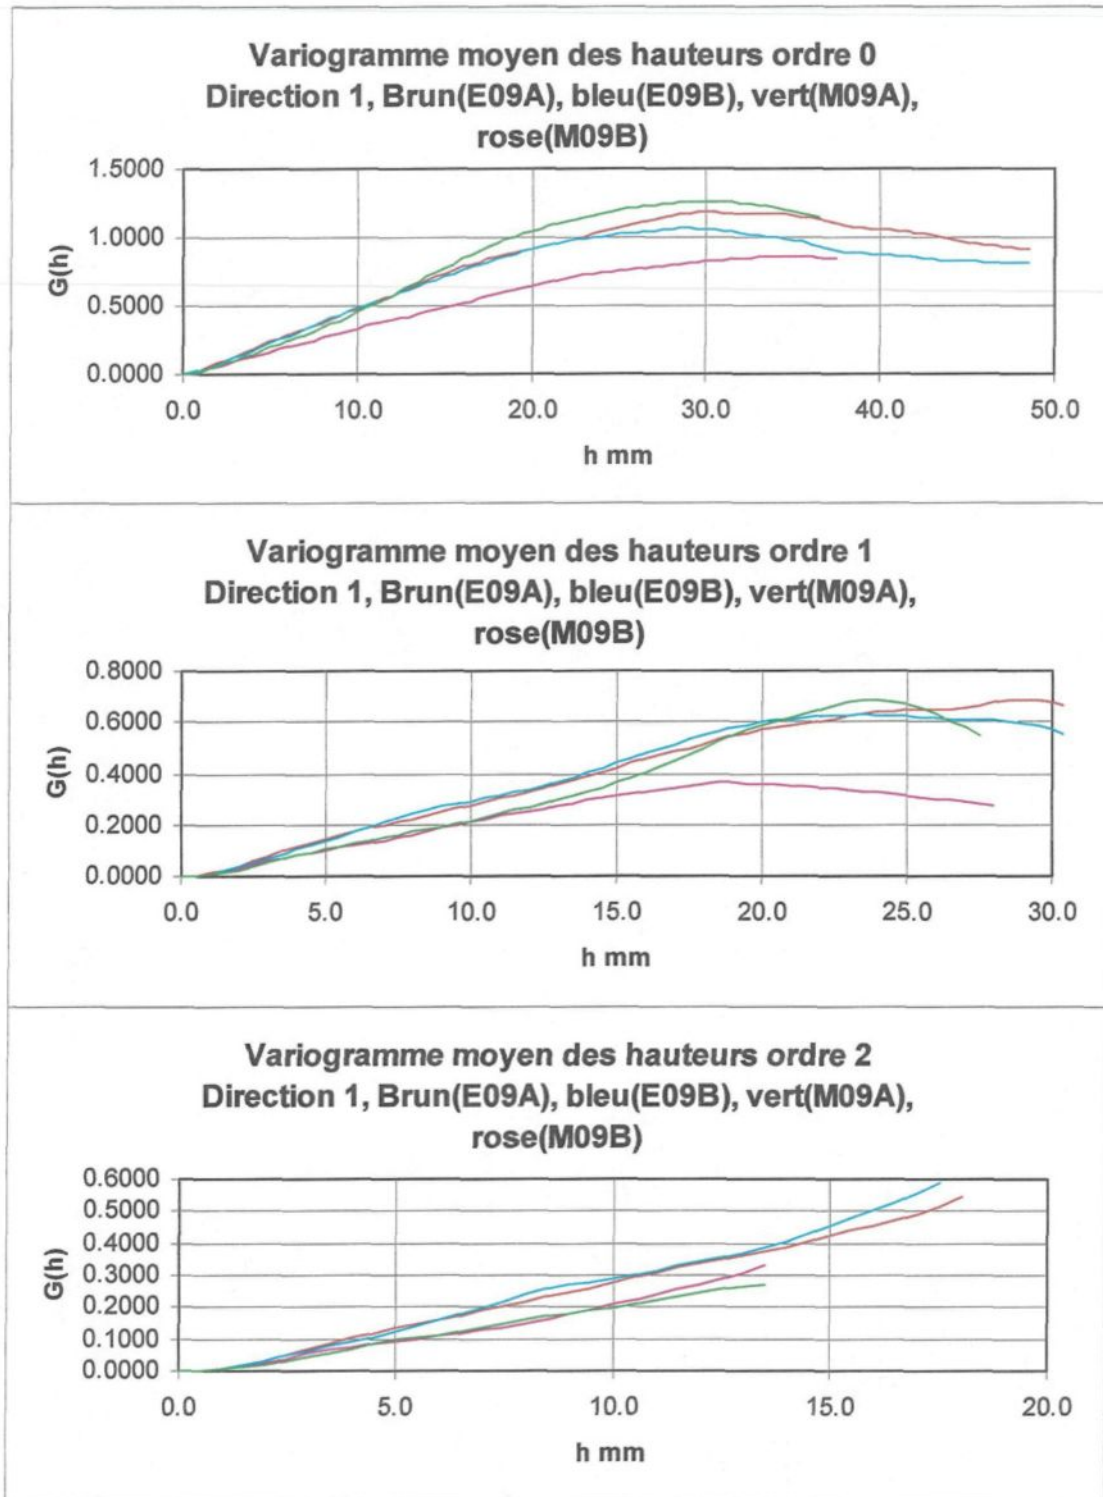 Variogramme moyen des hauteurs ordre 0
Direction 1, Brun(E09A), bleu(E09B), vert(M09A),
rose(M09B)
1.5000
1.0000
0.5000
0.0000
G(h)
0.0 10.0 20.0 30.0 40.0 50.0
h mm
Variogramme moyen des hauteurs ordre 1
Direction 1, Brun(E09A), bleu(E09B), vert(M09A),
rose(M09B)
0.8000
0.6000
0.4000
0.2000
0.0000
G(h)
0.0 5.0 10.0 15.0 20.0 25.0 30.0
h mm
Variogramme moyen des hauteurs ordre 2
Direction 1, Brun(E09A), bleu(E09B), vert(M09A),
rose(M09B)
0.6000
0.5000
0.4000
0.3000
0.2000
0.1000
0.0000
G(h)
0.0 5.0 10.0 15.0 20.0
h mm